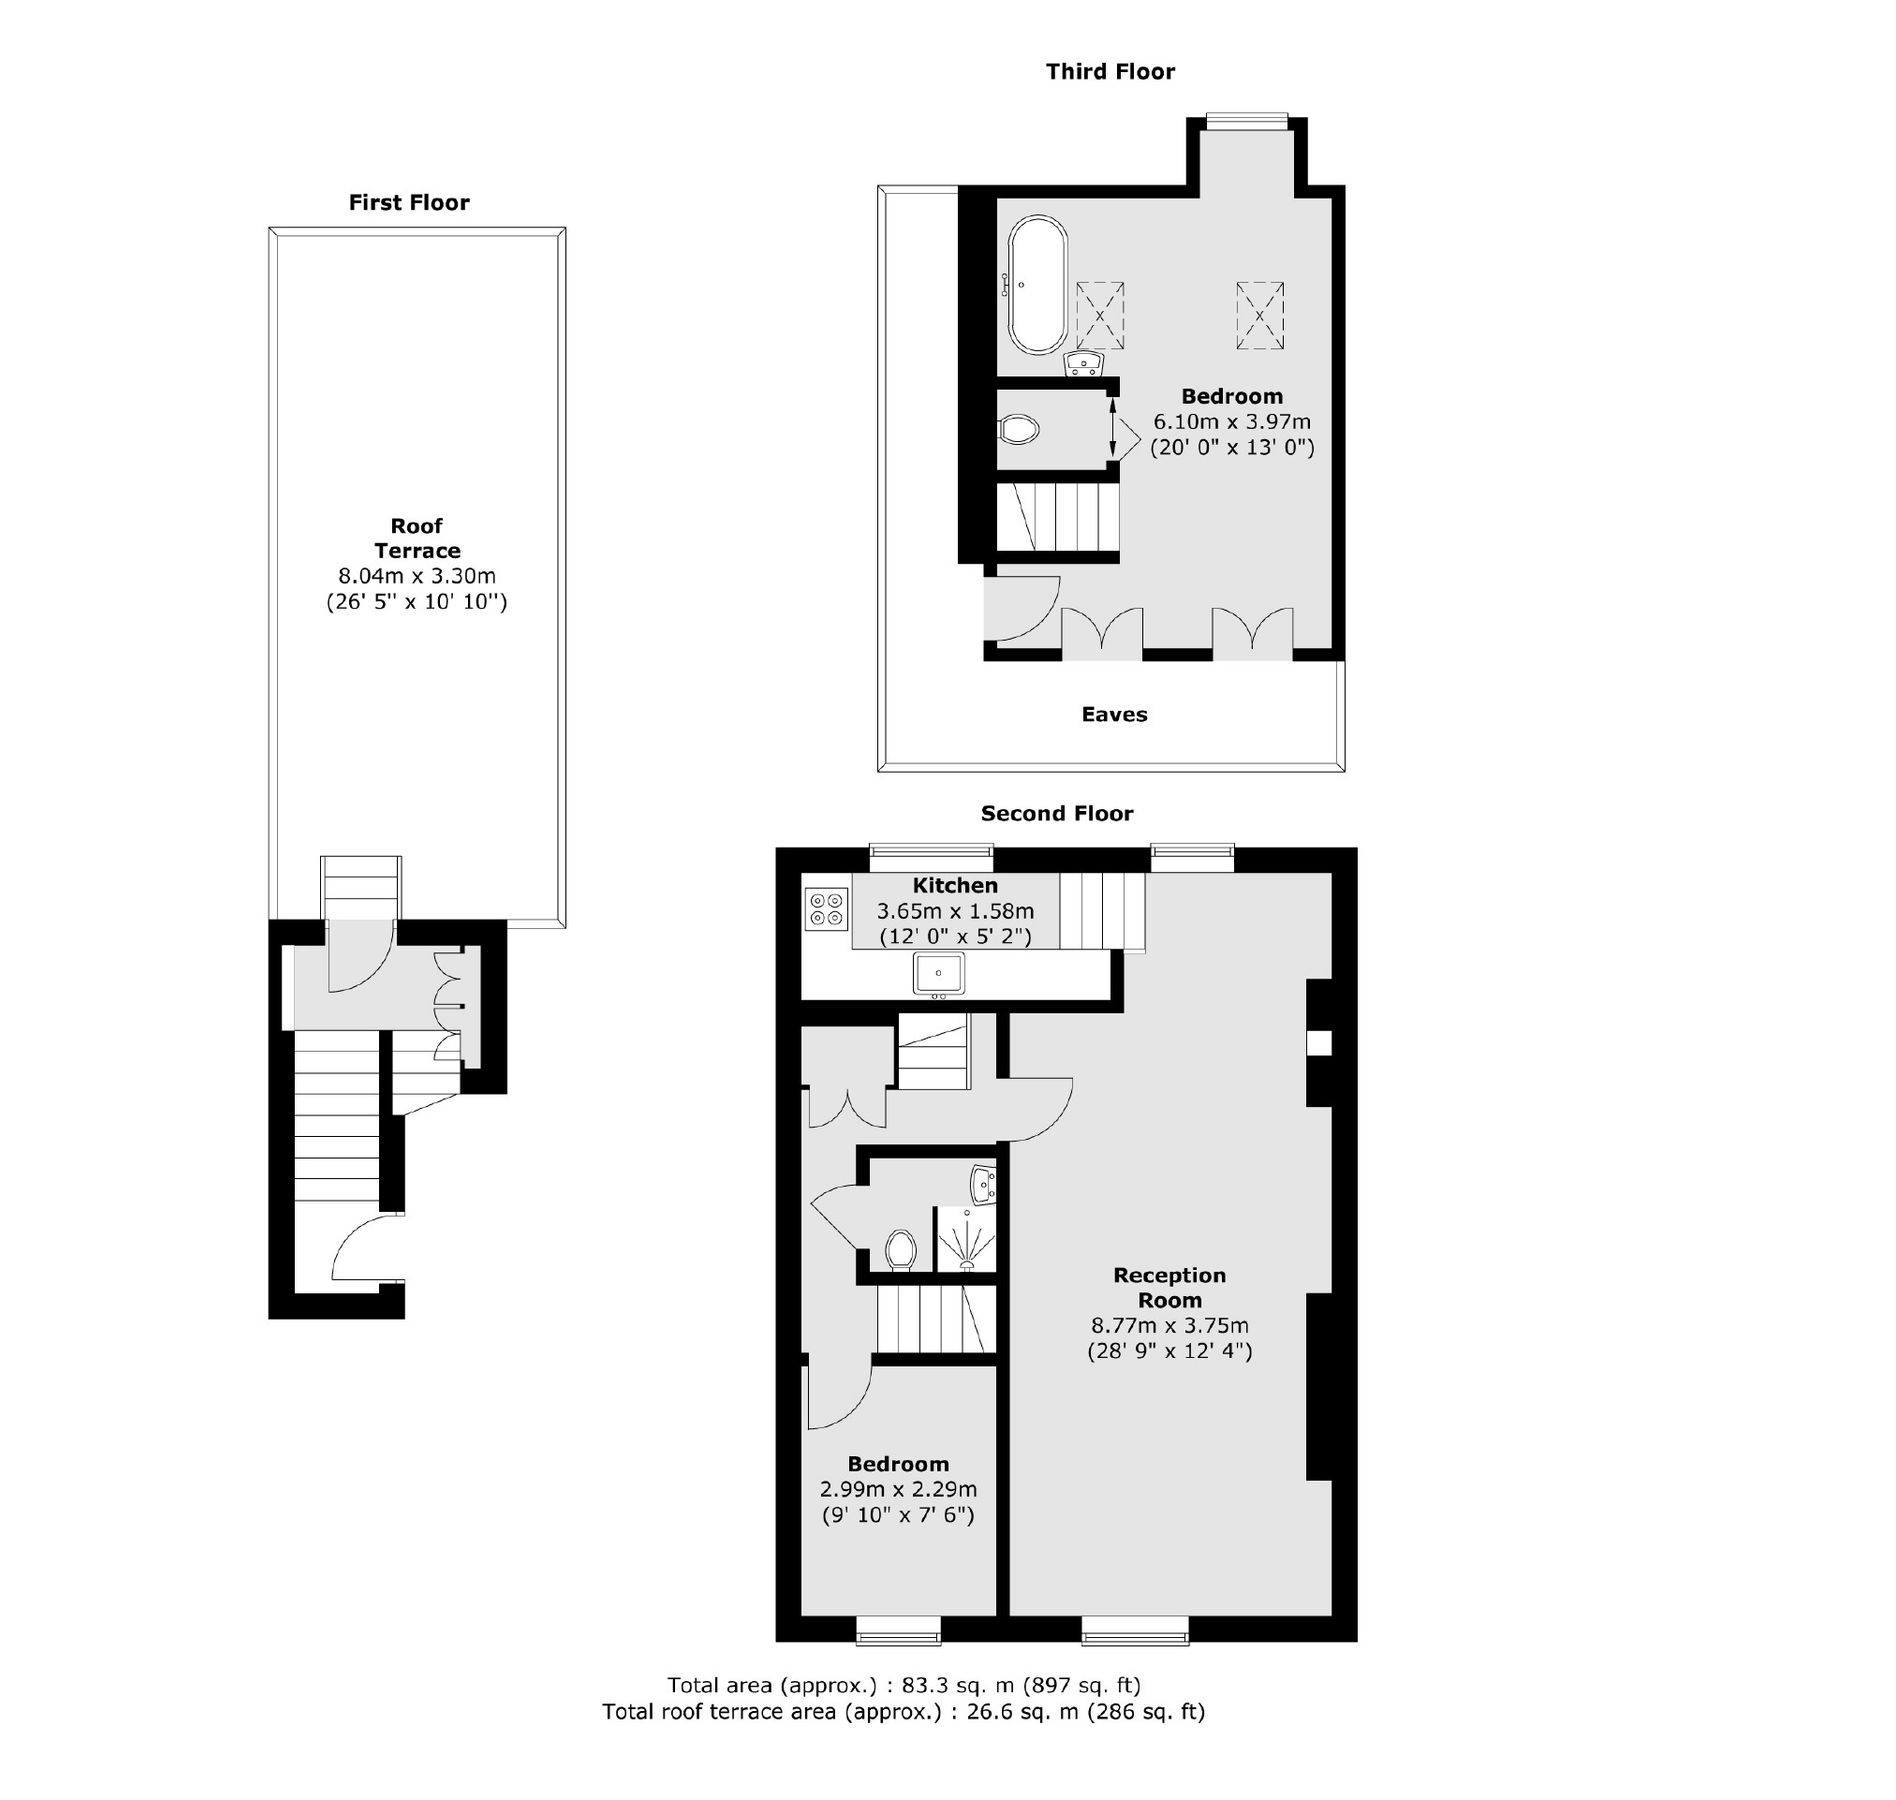 Third Floor
First Floor
Bedroom
6.10m x 3.97m
(20' 0" x 13' 0")
Roof
Terrace
8.04m x 3.30m
(26' 5'' x 10' 10'')
Eaves
Second Floor
Kitchen
3.65m x 1.58m
(12' 0" x 5' 2")
Reception
Room
8.77m x 3.75m
(28' 9" x 12' 4")
Bedroom
2.99m x 2.29m
(9' 10" x 7' 6")
Total area (approx.) : 83.3 sq. m (897 sq. ft)
Total roof terrace area (approx.) : 26.6 sq. m (286 sq. ft)